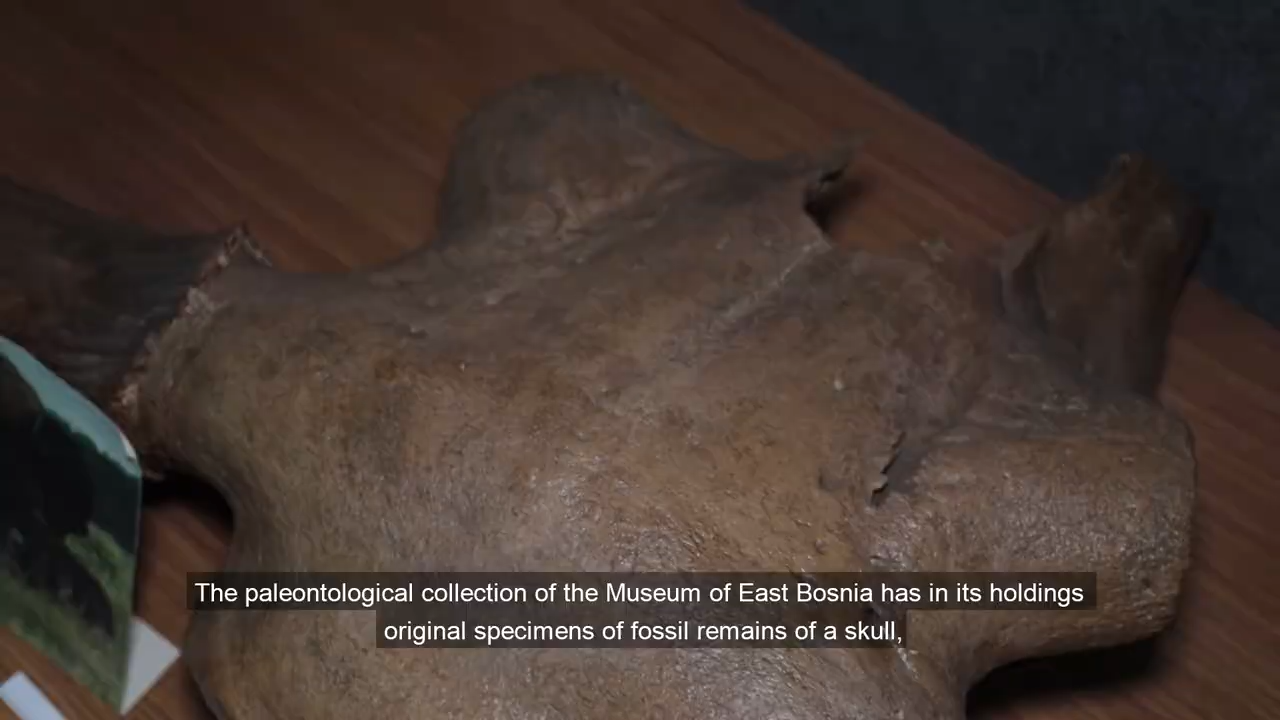 The paleontological collection of the Museum of East Bosnia has in its holdings
original specimens of fossil remains of a skull,